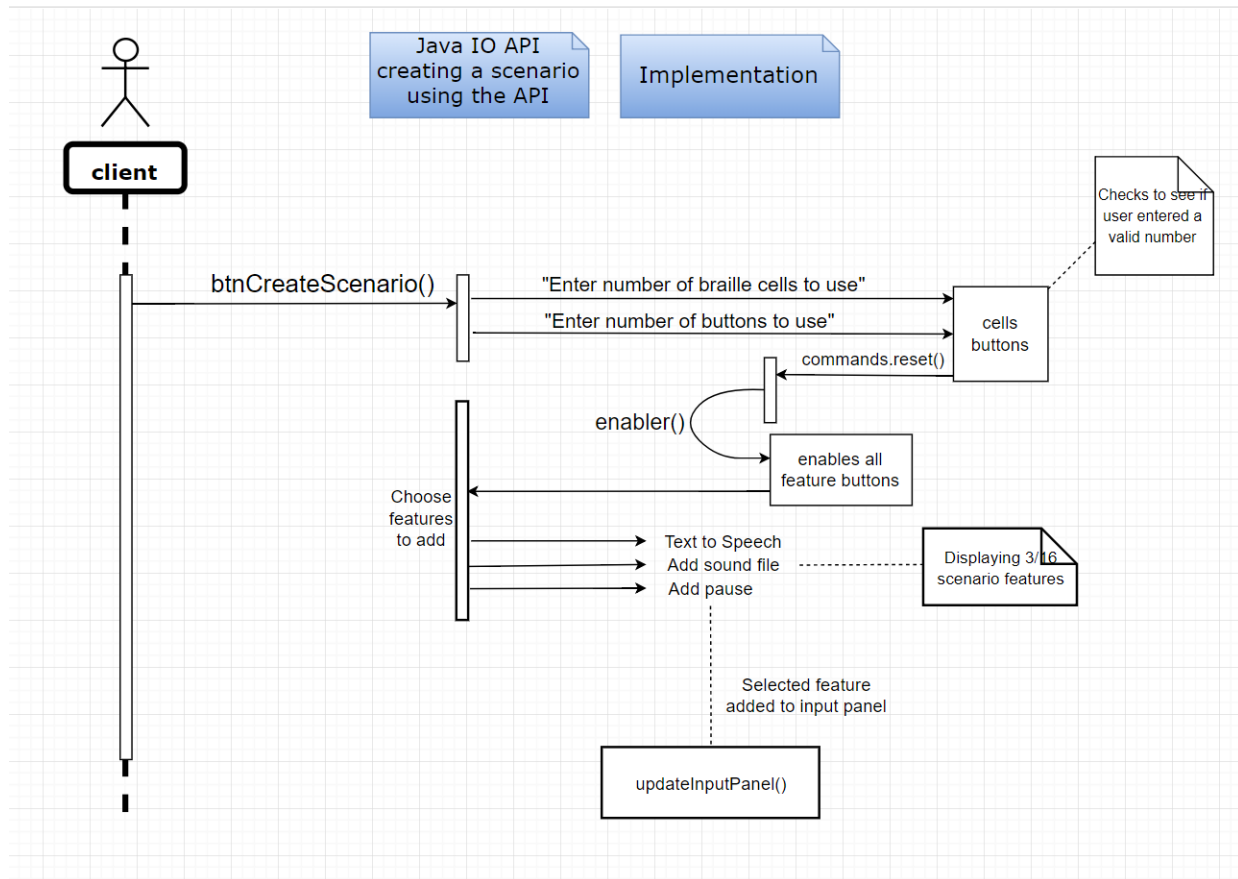 Java IO API
creating a scenario
using the API
Implementation
client
Checks to see if
user entered a
valid number
btnCreateScenario()
"Enter number of braille cells to use"
"Enter number of buttons to use"
cells
buttons
commands.reset()
enabler()
enables all
feature buttons
Choose
features
to add
Text to Speech
Add sound file
Add pause
Displaying 3/16
scenario features
Selected feature
added to input panel
updateInputPanel()